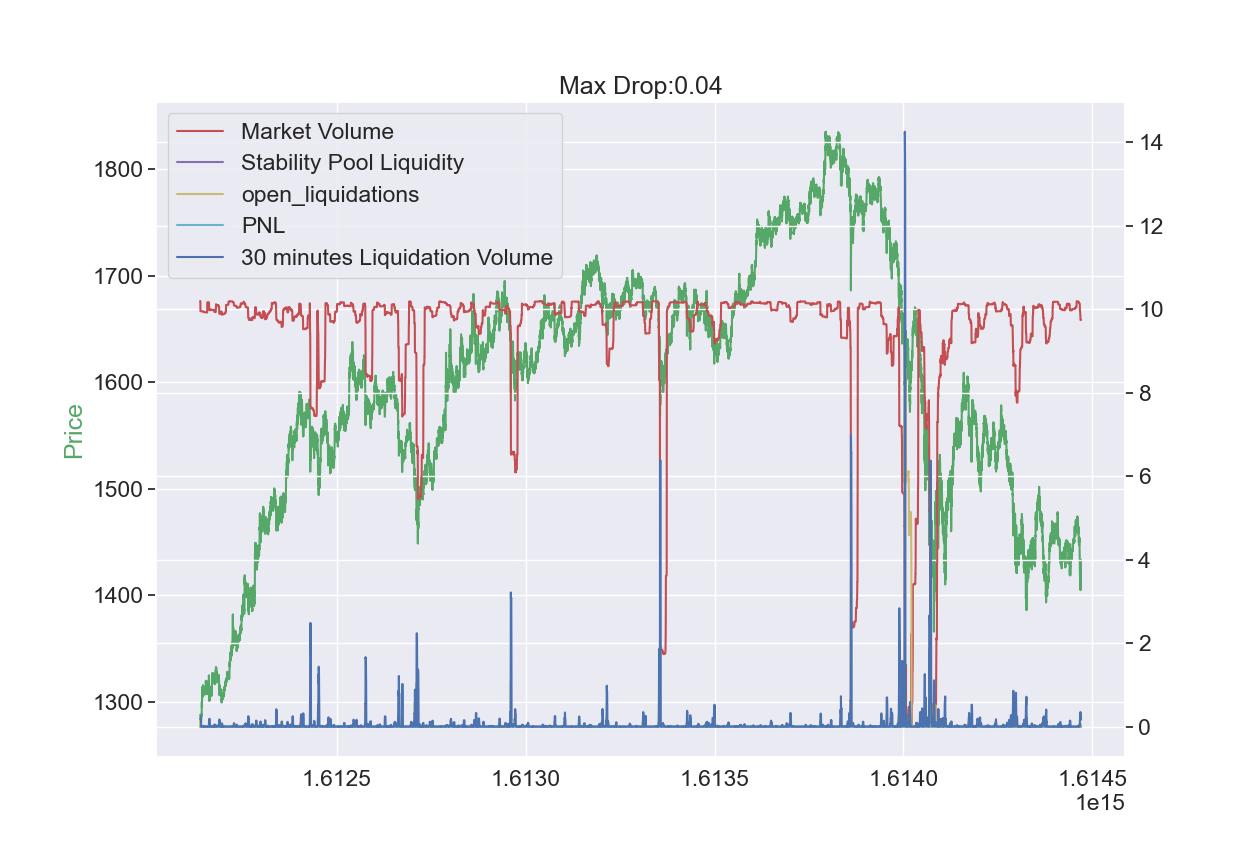 Max Drop:0.04
Market Volume
Stability Pool Liquidity
open_liquidations
PNL
30 minutes Liquidation Volume
Price
1800
1700
1600
1500
1400
1300
14
12
10
8
6
4
2
0
1.6125
1.6130
1.6135
1.6140
1.6145
1e15